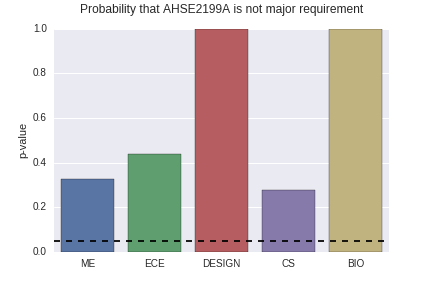 Probability that AHSE2199A is not major requirement
1.0
0.8
0.6
0.4
0.2
0.0
p-value
ME ECE DESIGN CS BIO